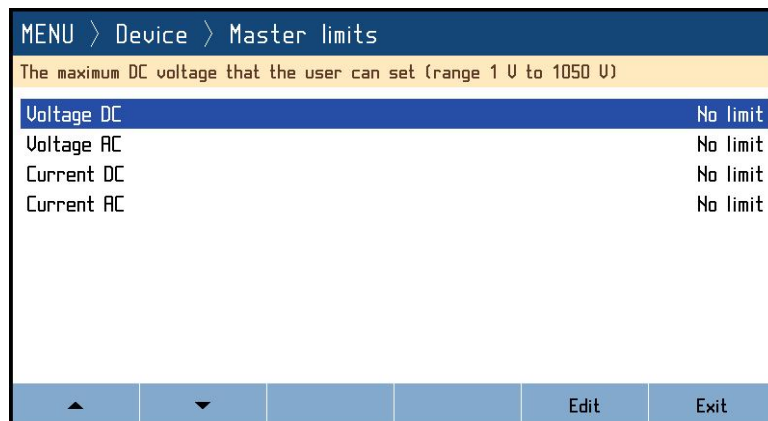 MENU 〉 Device 〉 Master limits
The maximum DC voltage that the user can set (range 1 V to 1050 V)
Voltage DC No limit
Voltage AC No limit
Current DC No limit
Current AC No limit
Edit Exit